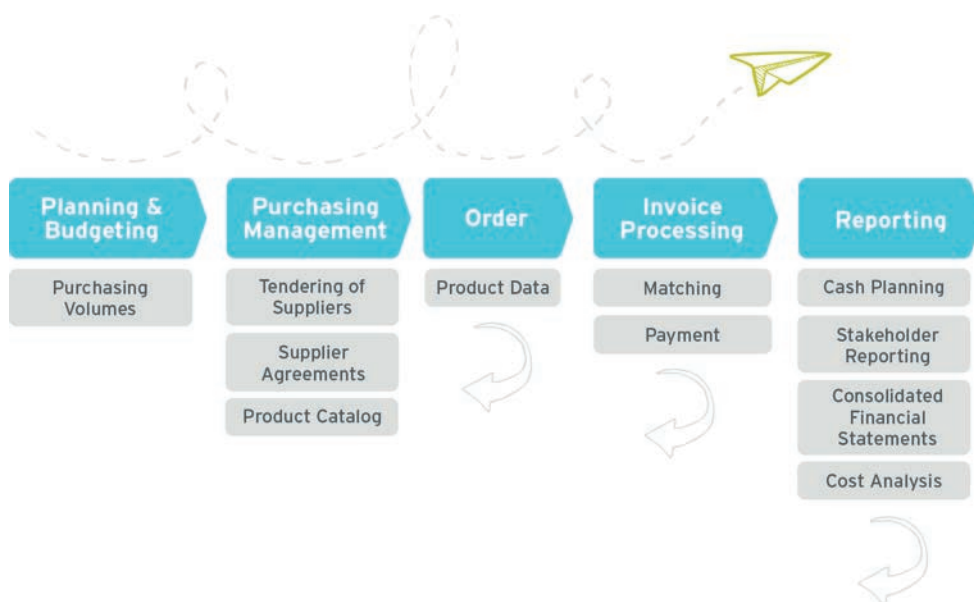 Planning &
Budgeting
Purchasing
Volumes
Purchasing
Management
Tendering of
Suppliers
Supplier
Agreements
Product Catalog
Order
Product Data
Invoice
Processing
Matching
Payment
Reporting
Cash Planning
Stakeholder
Reporting
Consolidated
Financial
Statements
Cost Analysis